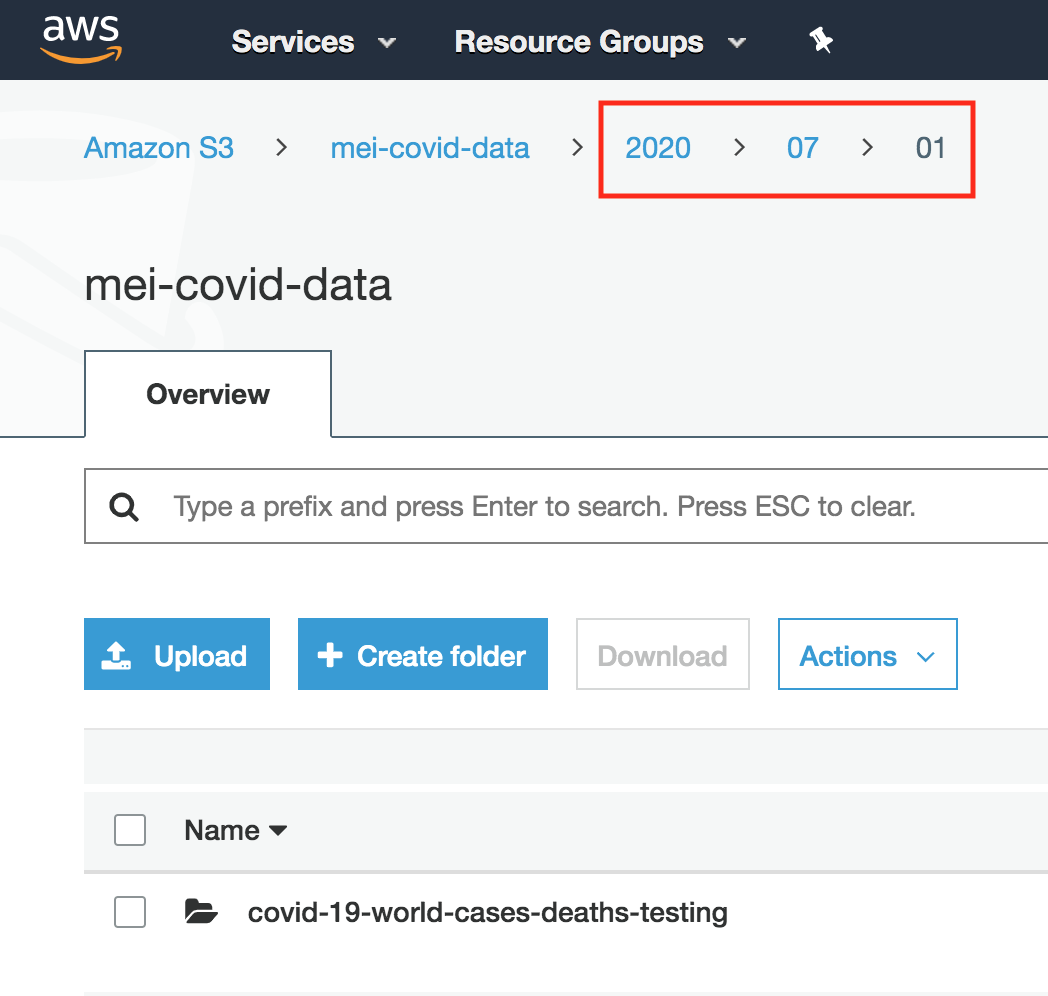 aws Services Resource Groups
Amazon S3 > mei-covid-data > 2020 > 07 > 01
mei-covid-data
Overview
Type a prefix and press Enter to search. Press ESC to clear.
Upload + Create folder Download Actions
Name
covid-19-world-cases-deaths-testing